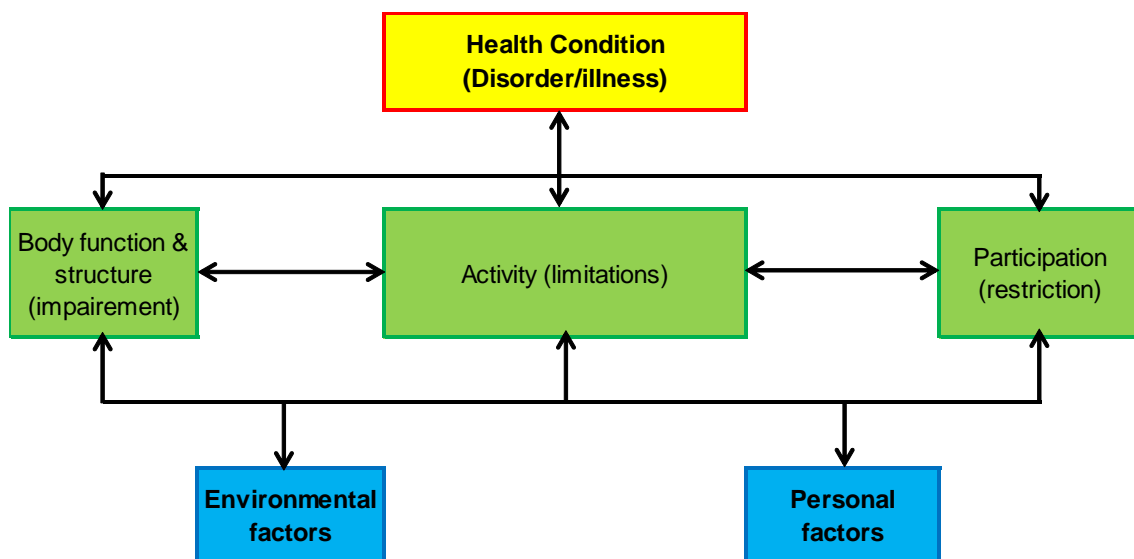 Health Condition
(Disorder/illness)
Body function &
structure
(impairement)
Activity (limitations)
Participation
(restriction)
Environmental
factors
Personal
factors